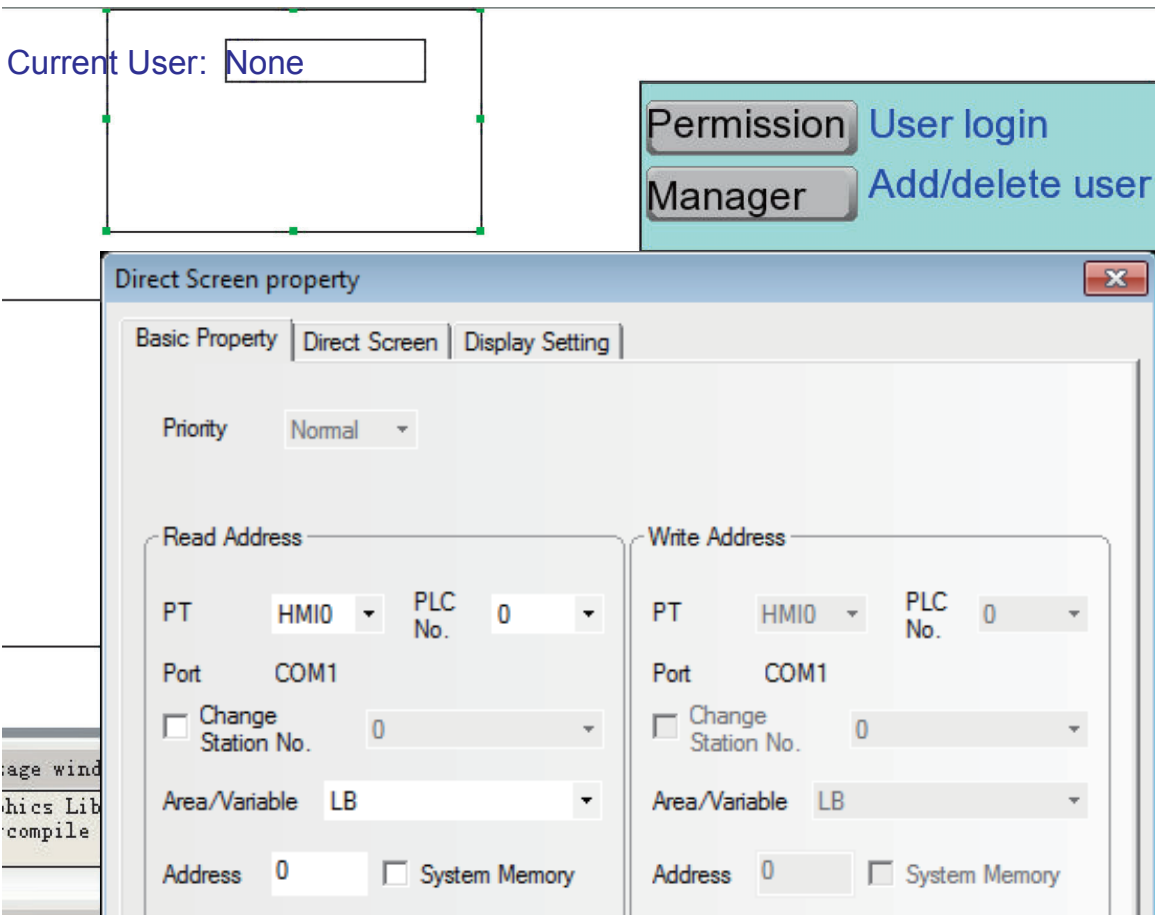 Current User: None
Permission User login
Manager Add/delete user
Direct Screen property
Basic Property Direct Screen Display Setting
Priority Normal
Read Address Write Address
PT HMI0 PLC No. 0 PT HMI0 PLC No. 0
Port COM1 Port COM1
Change Station No. 0 Change Station No. 0
age wind
hics Lib
compile
Area/Variable LB Area/Variable LB
Address 0 System Memory Address 0 System Memory